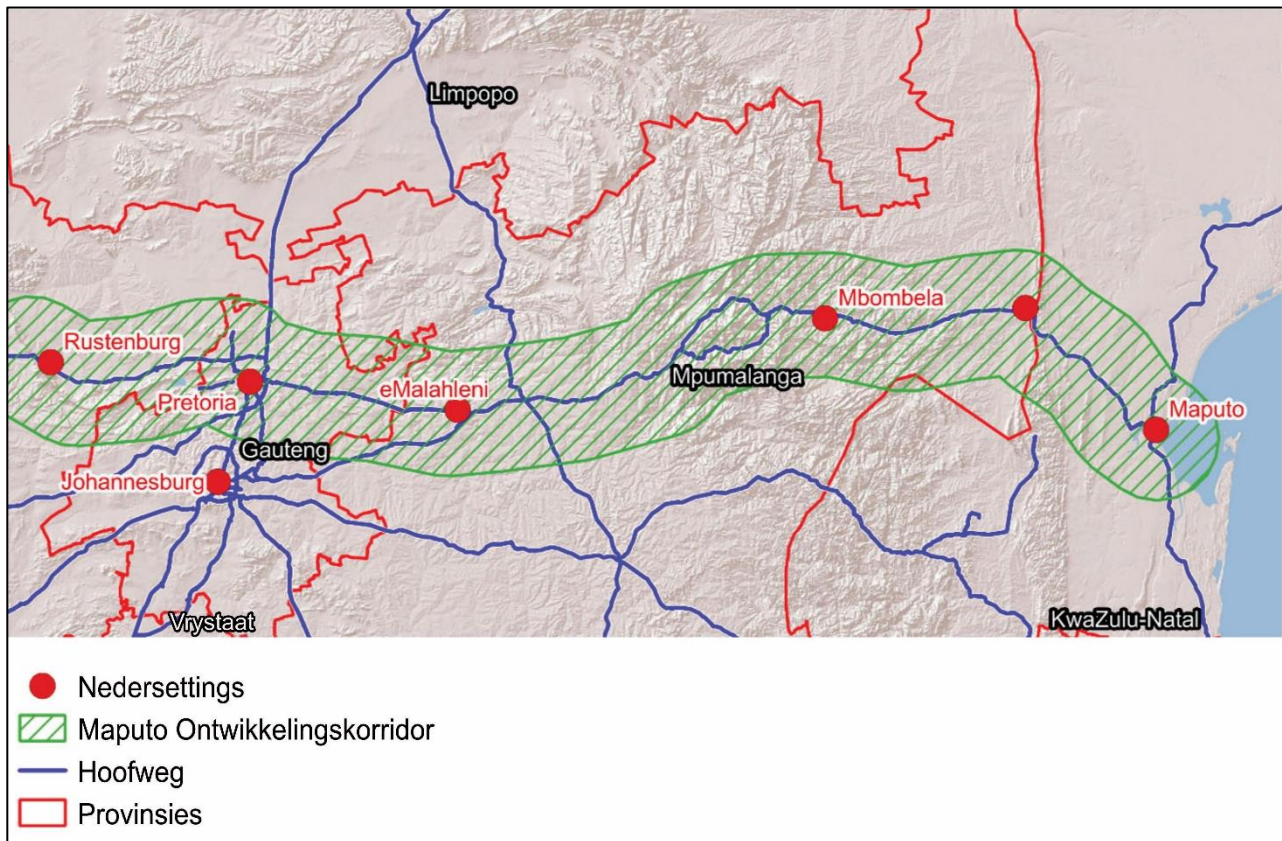 Limpopo
Mbombela
Rustenburg
Mpumalanga
eMalahleni
Pretoria
Maputo
Gauteng
Johannesburg
Vrystaat
KwaZulu-Natal
Nedersettings
Maputo Ontwikkelingskorridor
Hoofweg
Provinsies